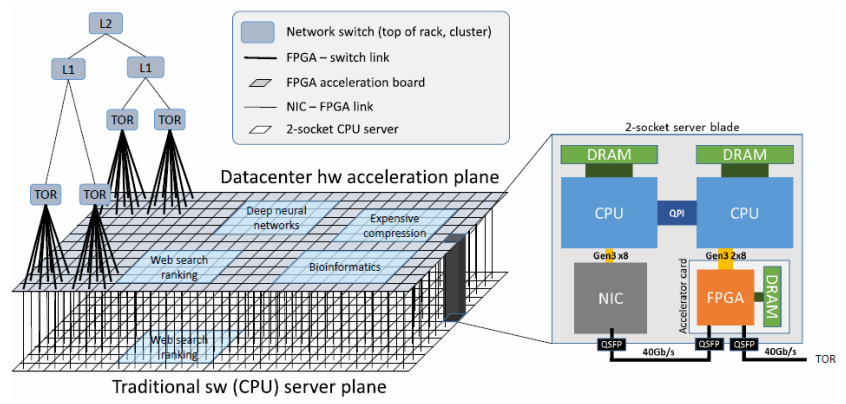 L2
L1
L1
TOR
TOR
TOR
TOR
Network switch (top of rack, cluster)
FPGA – switch link
FPGA acceleration board
NIC – FPGA link
2-socket CPU server
Datacenter hw acceleration plane
Deep neural
networks
Expensive
compression
Web search
ranking
Bioinformatics
Web search
ranking
Traditional sw (CPU) server plane
2-socket server blade
DRAM
DRAM
CPU
QPI
CPU
Gen3 x8
Gen3 2x8
NIC
Accelerator card
FPGA
DRAM
QSFP
40Gb/s
QSFP
QSFP
40Gb/s
TOR